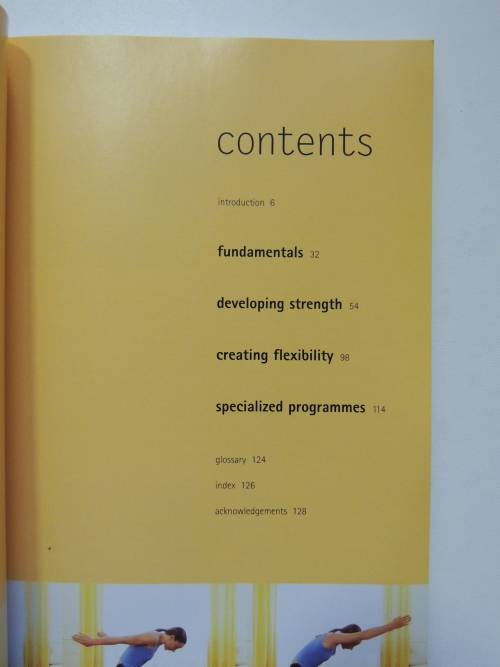 contents
introduction 6
fundamentals 32
developing strength 54
creating flexibility 98
specialized programmes 114
glossary 124
index 126
acknowledgements 128